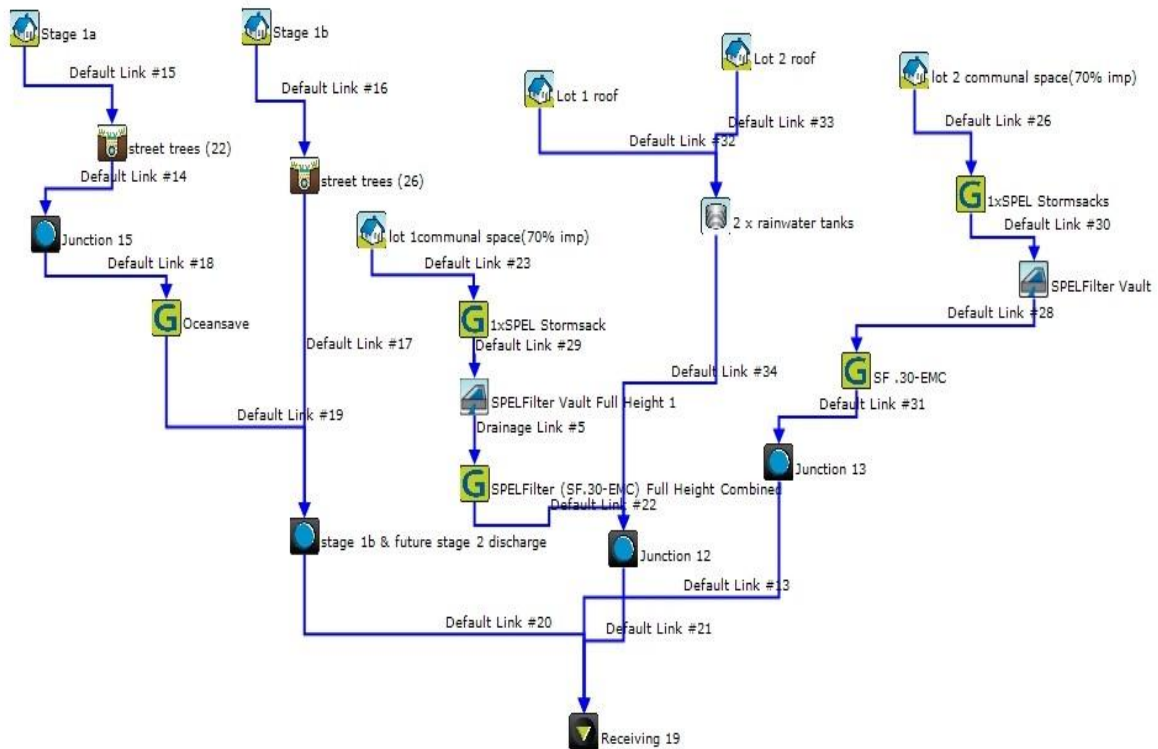 Stage 1a
Stage 1b
Lot 2 roof
Default Link #15
Default Link #16
Lot 1 roof
lot 2 communal space(70% imp)
Default Link #33
Default Link #26
Default Link #32
street trees (22)
Default Link #14
street trees (26)
1xSPEL Stormsacks
Default Link #30
2 x rainwater tanks
Junction 15
lot 1communal space(70% imp)
Default Link #18
Default Link #23
SPELFilter Vault
Default Link #28
Oceansave
1xSPEL Stormsack
Default Link #17
Default Link #29
Default Link #34
SF .30-EMC
SPELFilter Vault Full Height 1
Default Link #31
Default Link #19
Drainage Link #5
Junction 13
SPELFilter (SF.30-EMC) Full Height Combined
Default Link #22
stage 1b & future stage 2 discharge
Junction 12
Default Link #13
Default Link #20
Default Link #21
Receiving 19